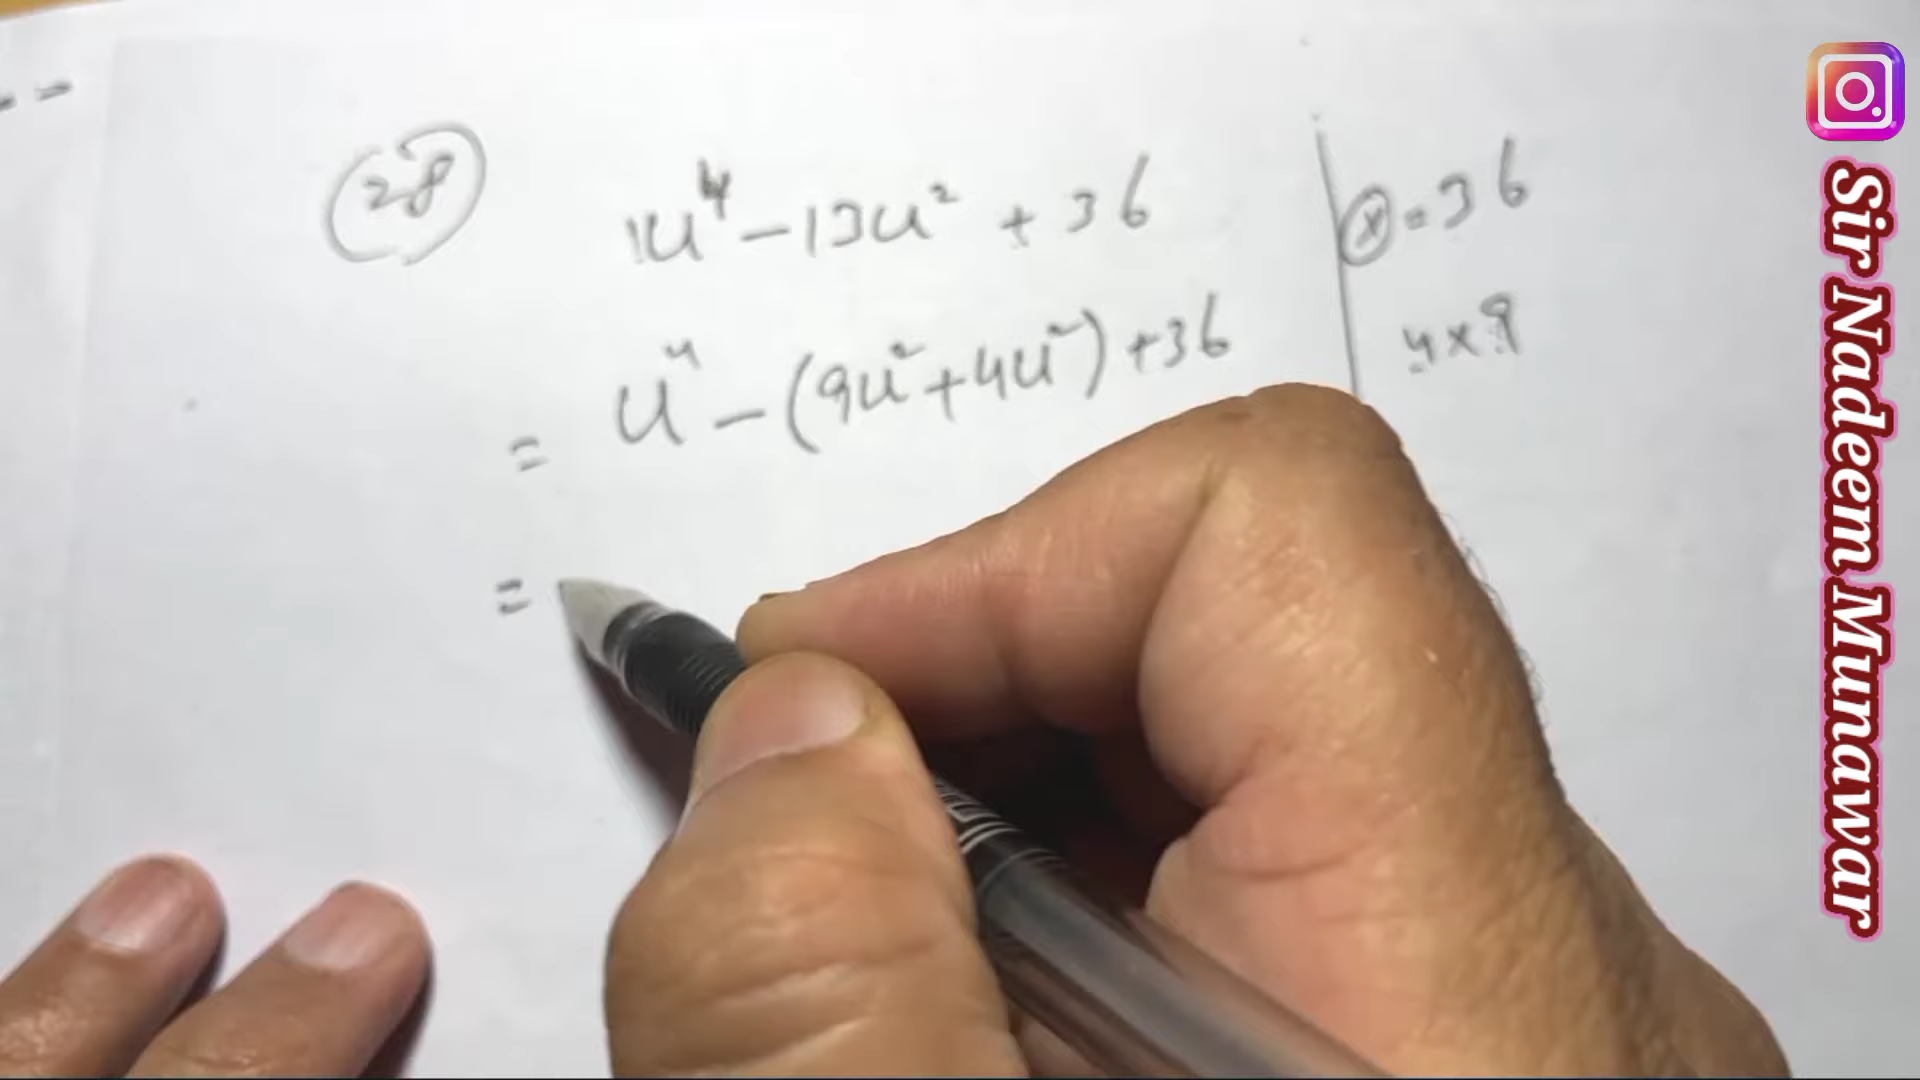 28
1u⁴ - 13u² + 36
= u⁴ - (9u² + 4u²) + 36
=
x = 36
4 x 9
Sir Nadeem Munawar